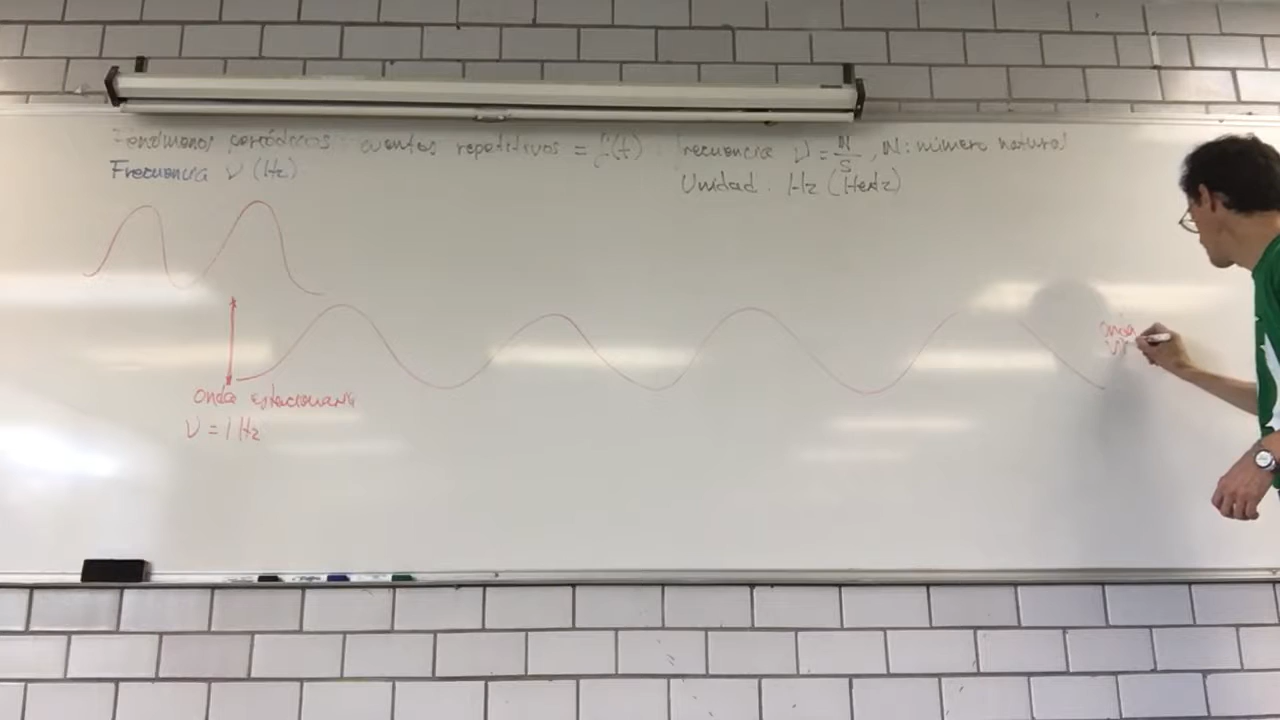 Fenómenos periódicos: eventos repetitivos = f(t)
Frecuencia ν (Hz)
Frecuencia ν = N/S, N: número natural
Unidad: Hz (Hertz)
onda estacionaria
ν = 1 Hz
onda